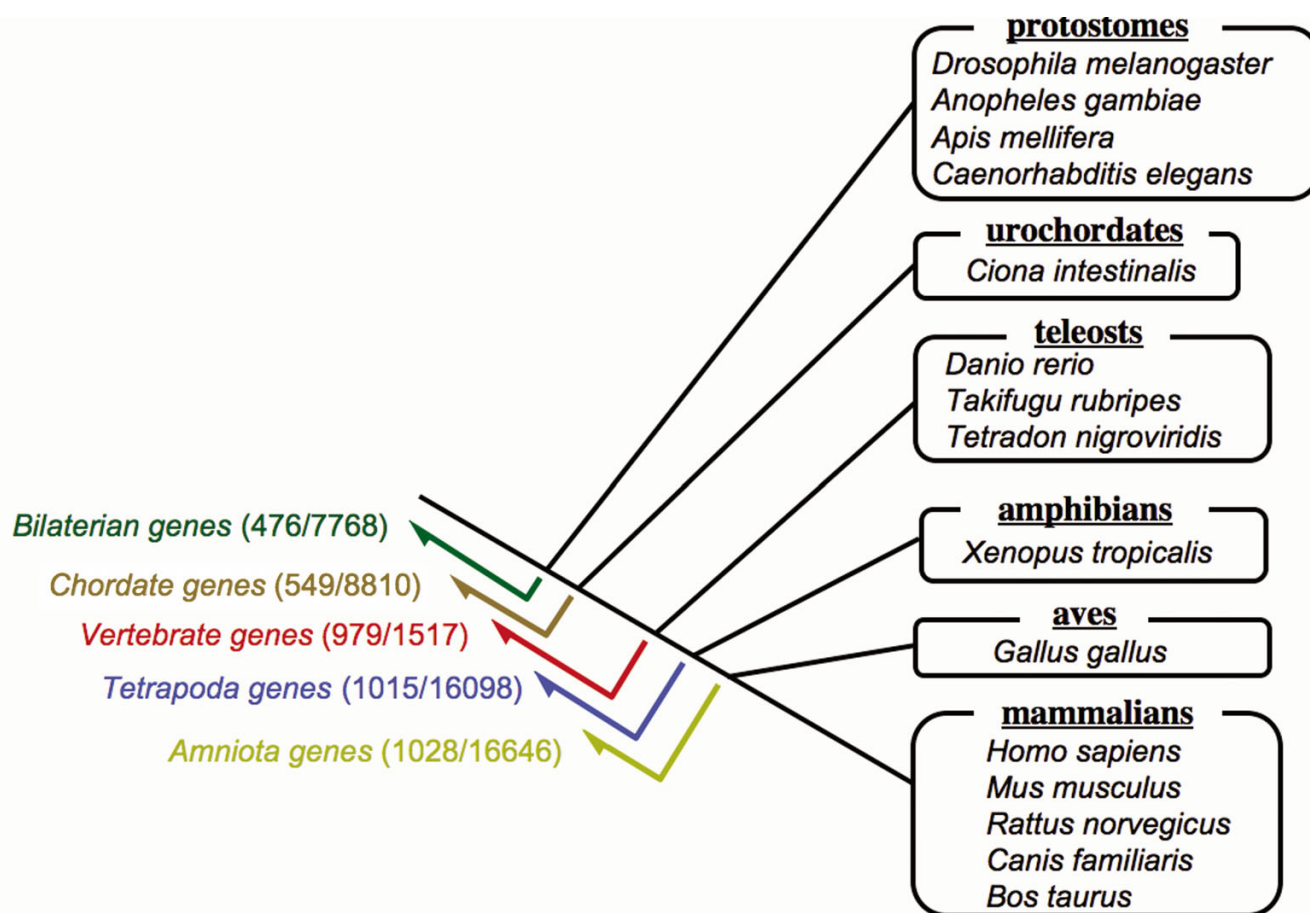 protostomes
Drosophila melanogaster
Anopheles gambiae
Apis mellifera
Caenorhabditis elegans
urochordates
Ciona intestinalis
teleosts
Danio rerio
Takifugu rubripes
Tetradon nigroviridis
amphibians
Xenopus tropicalis
aves
Gallus gallus
mammalians
Homo sapiens
Mus musculus
Rattus norvegicus
Canis familiaris
Bos taurus
Bilaterian genes (476/7768)
Chordate genes (549/8810)
Vertebrate genes (979/1517)
Tetrapoda genes (1015/16098)
Amniota genes (1028/16646)